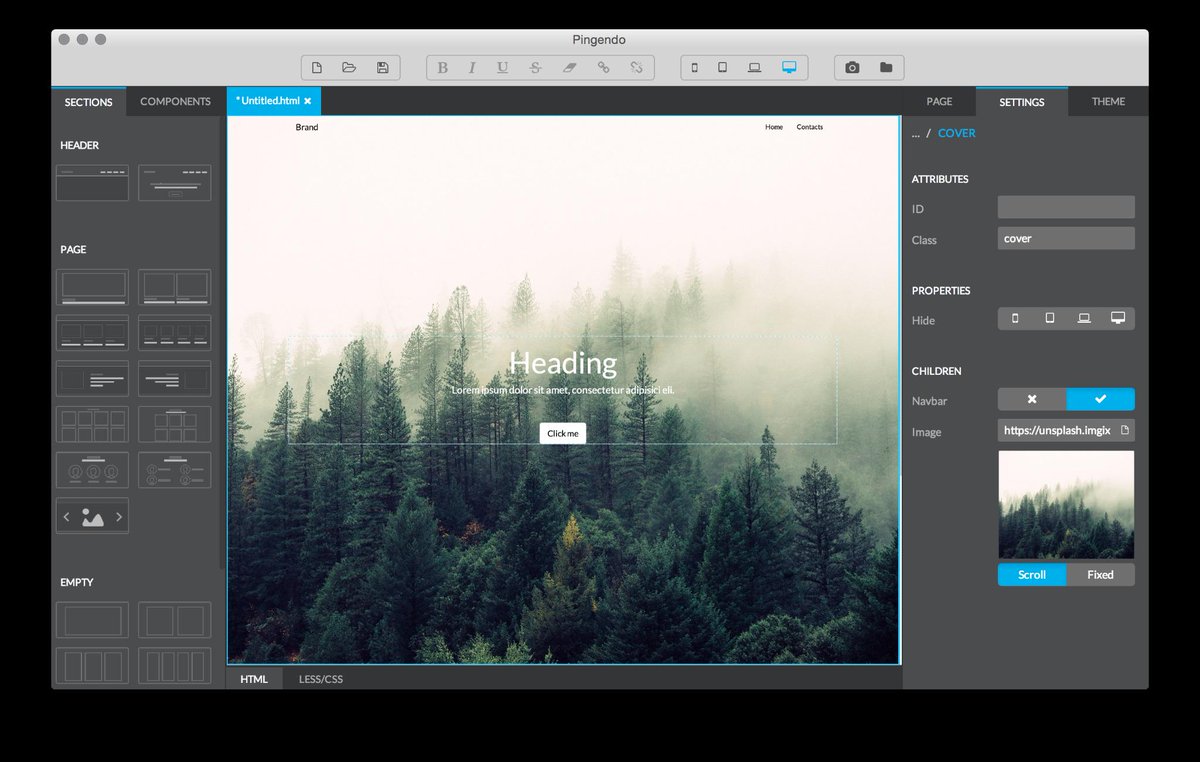 Pingendo
B I U S
SECTIONS COMPONENTS
*Untitled.html ×
PAGE SETTINGS THEME
HEADER
PAGE
EMPTY
Brand Home Contacts
Heading
Lorem ipsum dolor sit amet, consectetur adipisici eli.
Click me
HTML LESS/CSS
... / COVER
ATTRIBUTES
ID
Class cover
PROPERTIES
Hide
CHILDREN
Navbar
Image https://unsplash.imgix
Scroll Fixed